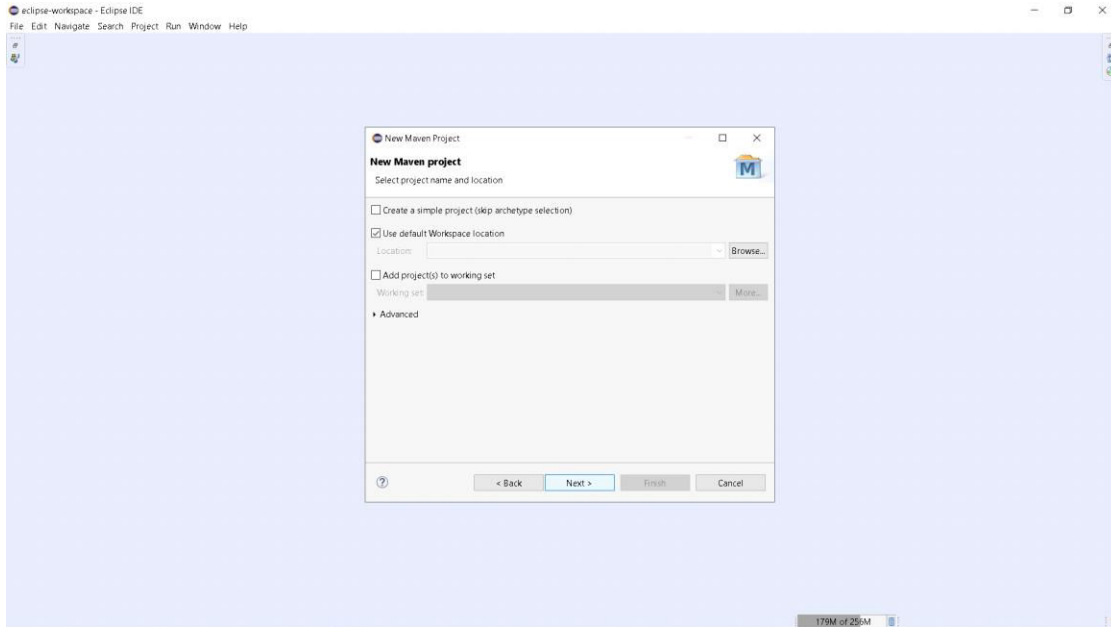 eclipse-workspace - Eclipse IDE
File Edit Navigate Search Project Run Window Help
New Maven Project
New Maven project
Select project name and location
M
Create a simple project (skip archetype selection)
Use default Workspace location
Location:
Browse...
Add project(s) to working set
Working set:
More...
Advanced
< Back Next > Finish Cancel
179M of 256M